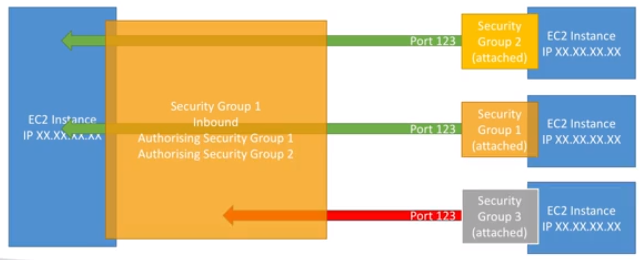 EC2 Instance
IP XX.XX.XX.XX
Security Group 1
Inbound
Authorising Security Group 1
Authorising Security Group 2
Port 123
Security
Group 2
(attached)
EC2 Instance
IP XX.XX.XX.XX
Port 123
Security
Group 1
(attached)
EC2 Instance
IP XX.XX.XX.XX
Port 123
Security
Group 3
(attached)
EC2 Instance
IP XX.XX.XX.XX